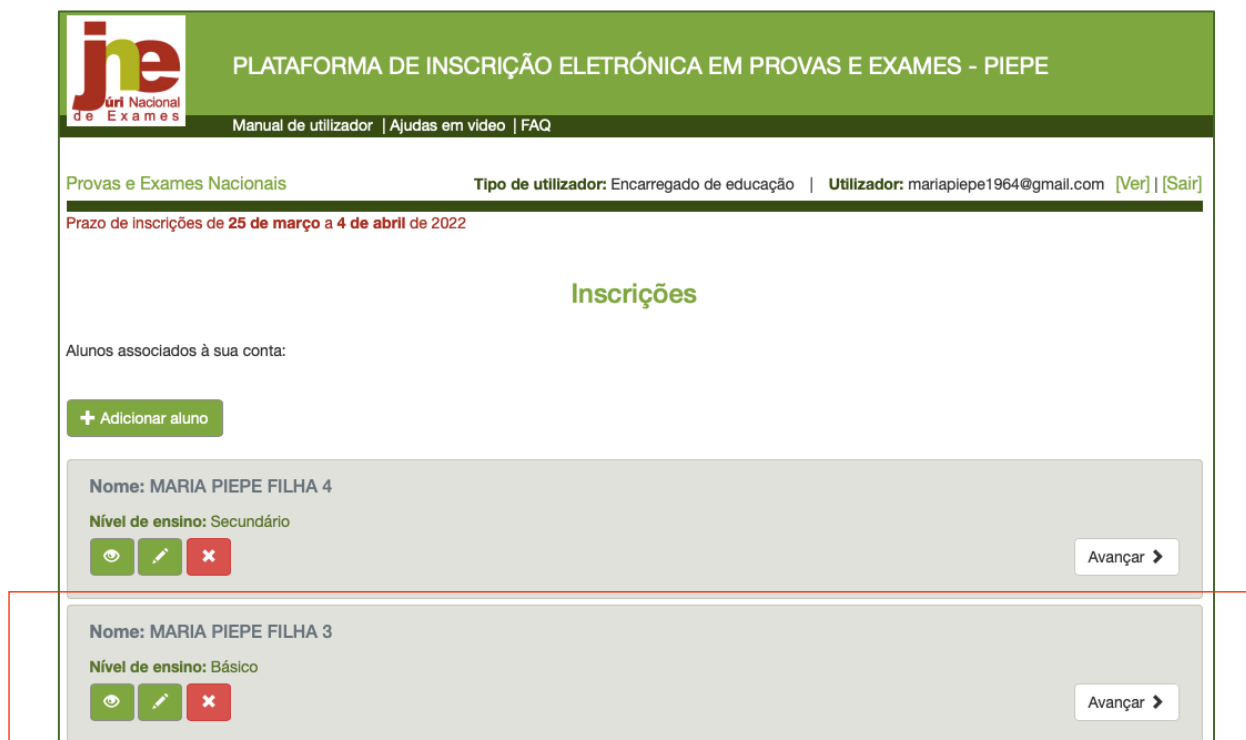 jne
Júri Nacional
de Exames
PLATAFORMA DE INSCRIÇÃO ELETRÓNICA EM PROVAS E EXAMES - PIEPE
Manual de utilizador | Ajudas em video | FAQ
Provas e Exames Nacionais
Tipo de utilizador: Encarregado de educação | Utilizador: mariapiepe1964@gmail.com [Ver] | [Sair]
Prazo de inscrições de 25 de março a 4 de abril de 2022
Inscrições
Alunos associados à sua conta:
Adicionar aluno
Nome: MARIA PIEPE FILHA 4
Nível de ensino: Secundário
Avançar
Nome: MARIA PIEPE FILHA 3
Nível de ensino: Básico
Avançar